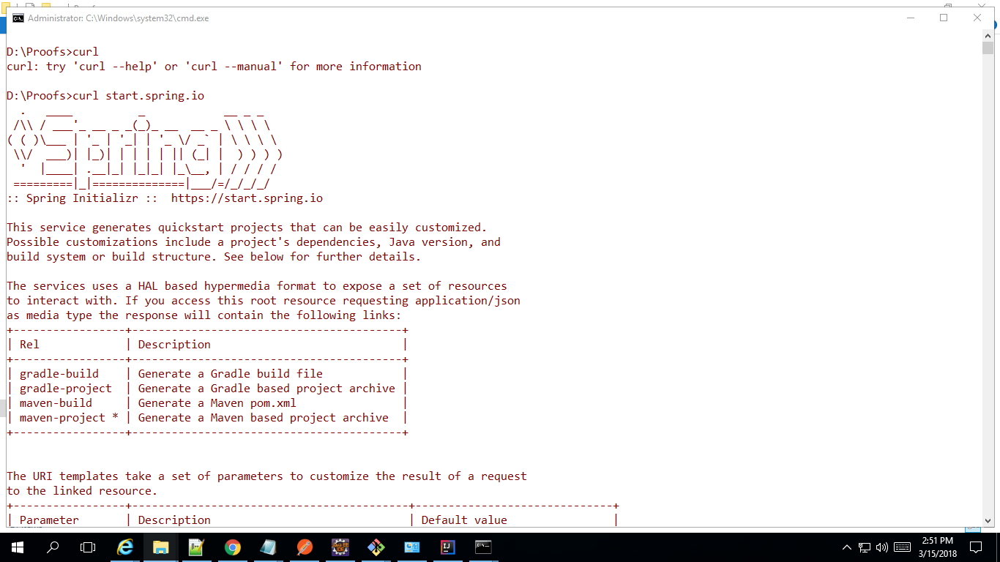 Administrator: C:\Windows\system32\cmd.exe
D:\Proofs>curl
curl: try 'curl --help' or 'curl --manual' for more information
D:\Proofs>curl start.spring.io
  .   ____          _            __ _ _
 /\\ / ___'_ __ _ _(_)_ __  __ _ \ \ \ \
( ( )\___ | '_ | '_| | '_ \/ _` | \ \ \ \
 \\/  ___)| |_)| | | | | || (_| |  ) ) ) )
  '  |____| .__|_| |_|_| |_\__, | / / / /
 =========|_|==============|___/=/_/_/_/
:: Spring Initializr ::  https://start.spring.io
This service generates quickstart projects that can be easily customized.
Possible customizations include a project's dependencies, Java version, and
build system or build structure. See below for further details.
The services uses a HAL based hypermedia format to expose a set of resources
to interact with. If you access this root resource requesting application/json
as media type the response will contain the following links:
+-----------------+-----------------------------------------+
| Rel             | Description                             |
+-----------------+-----------------------------------------+
| gradle-build    | Generate a Gradle build file            |
| gradle-project  | Generate a Gradle based project archive |
| maven-build     | Generate a Maven pom.xml                |
| maven-project * | Generate a Maven based project archive  |
+-----------------+-----------------------------------------+
The URI templates take a set of parameters to customize the result of a request
to the linked resource.
+-----------------+------------------------------------------+------------------------------+
| Parameter       | Description                              | Default value                |
2:51 PM
3/15/2018